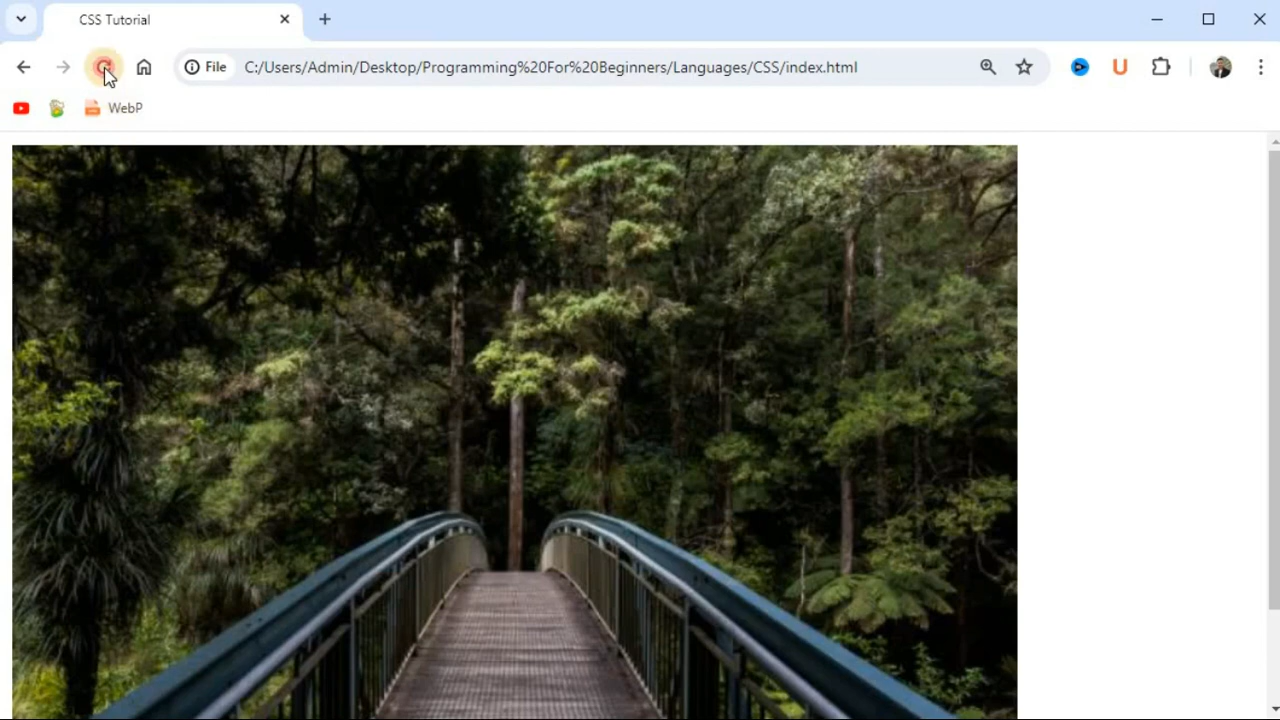 CSS Tutorial
File C:/Users/Admin/Desktop/Programming%20For%20Beginners/Languages/CSS/index.html
WebP